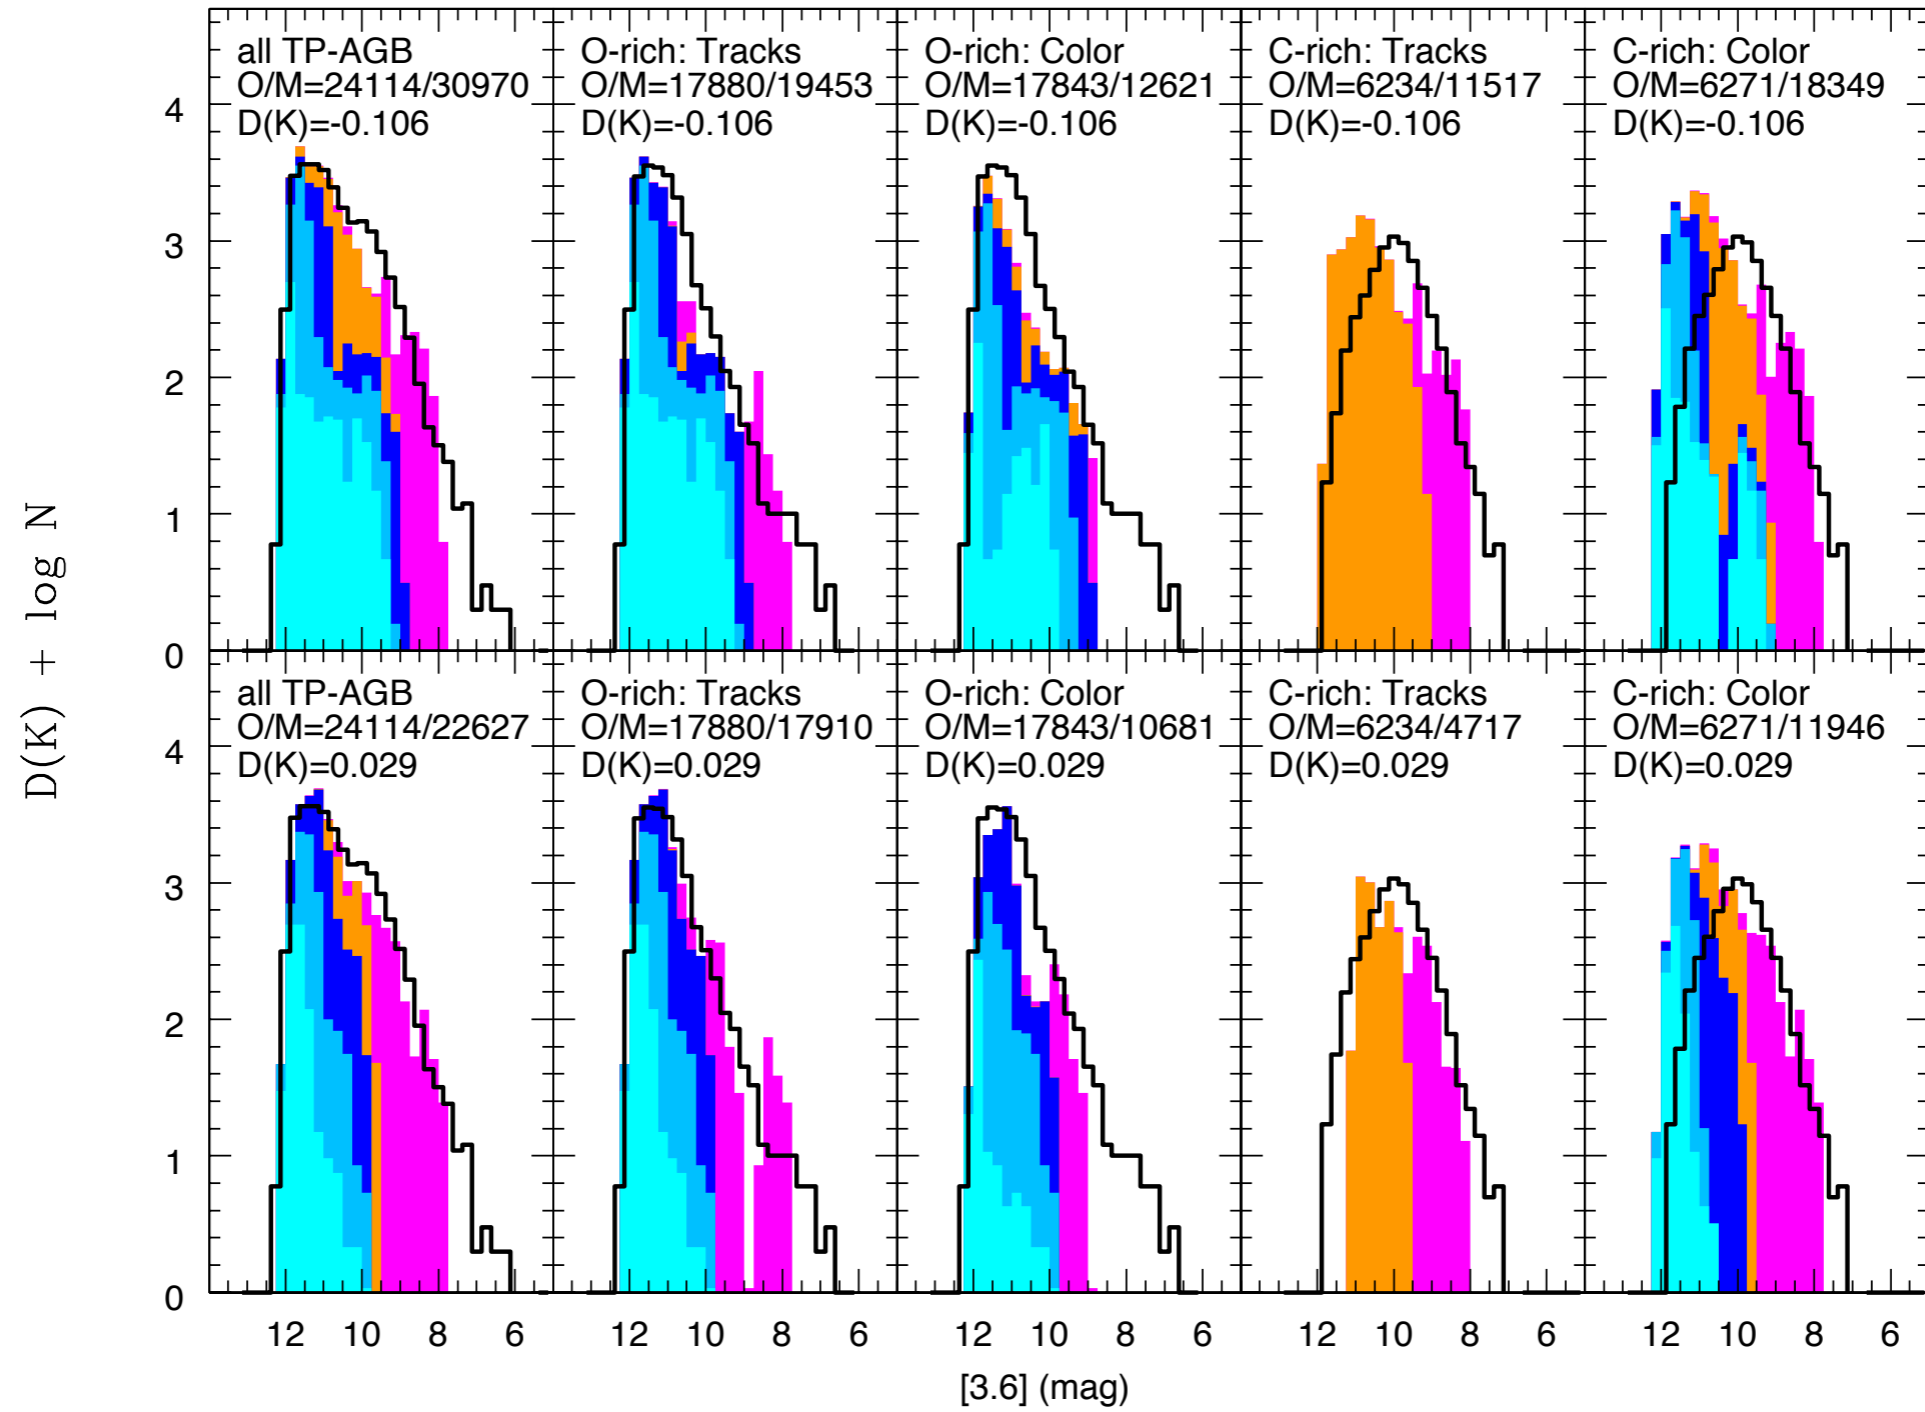 all TP-AGB
O/M=24114/30970
D(K)=-0.106
O-rich: Tracks
O/M=17880/19453
D(K)=-0.106
O-rich: Color
O/M=17843/12621
D(K)=-0.106
C-rich: Tracks
O/M=6234/11517
D(K)=-0.106
C-rich: Color
O/M=6271/18349
D(K)=-0.106
4
3
2
1
0
all TP-AGB
O/M=24114/22627
D(K)=0.029
O-rich: Tracks
O/M=17880/17910
D(K)=0.029
O-rich: Color
O/M=17843/10681
D(K)=0.029
C-rich: Tracks
O/M=6234/4717
D(K)=0.029
C-rich: Color
O/M=6271/11946
D(K)=0.029
4
3
2
1
0
D(K) + log N
12 10 8 6
12 10 8 6
12 10 8 6
12 10 8 6
12 10 8 6
[3.6] (mag)